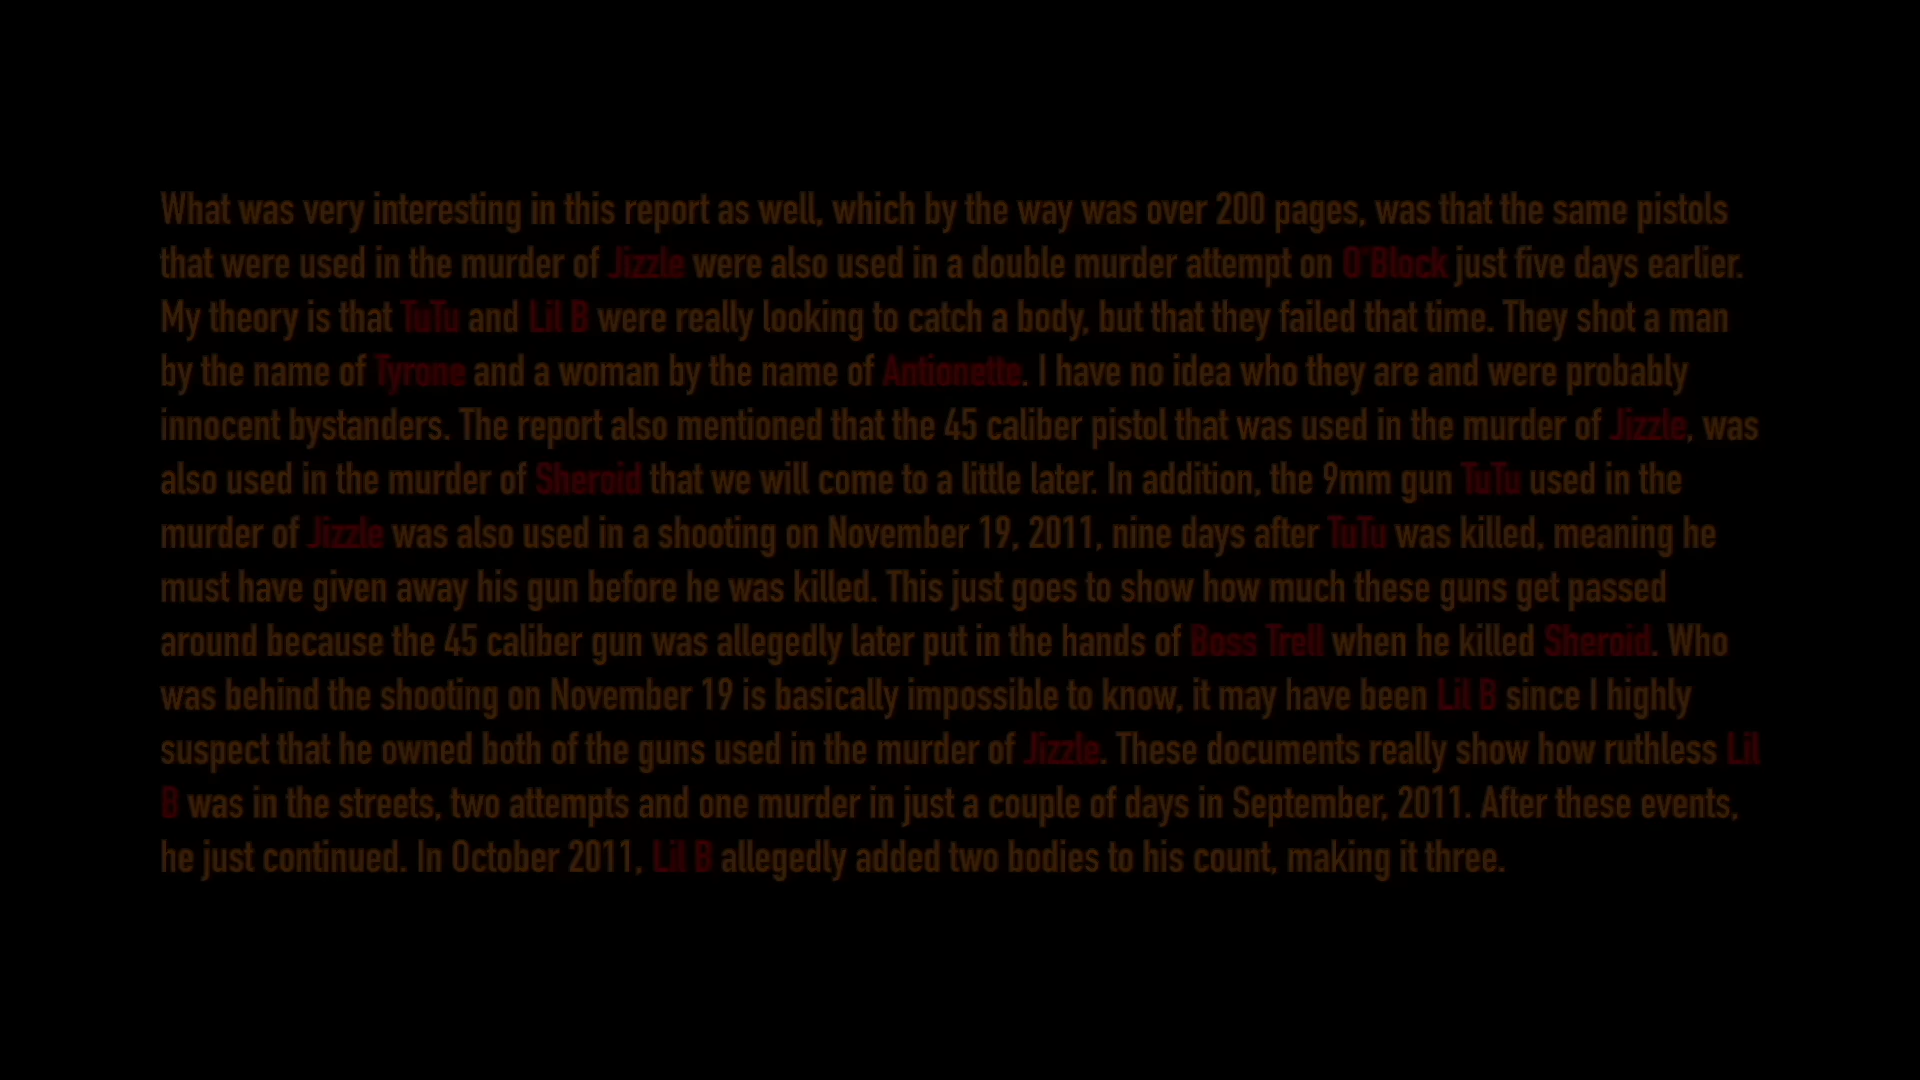 What was very interesting in this report as well, which by the way was over 200 pages, was that the same pistols
that were used in the murder of Jizzle were also used in a double murder attempt on O'Block just five days earlier.
My theory is that TuTu and Lil B were really looking to catch a body, but that they failed that time. They shot a man
by the name of Tyrone and a woman by the name of Antionette. I have no idea who they are and were probably
innocent bystanders. The report also mentioned that the 45 caliber pistol that was used in the murder of Jizzle, was
also used in the murder of Sheroid that we will come to a little later. In addition, the 9mm gun TuTu used in the
murder of Jizzle was also used in a shooting on November 19, 2011, nine days after TuTu was killed, meaning he
must have given away his gun before he was killed. This just goes to show how much these guns get passed
around because the 45 caliber gun was allegedly later put in the hands of Boss Trell when he killed Sheroid. Who
was behind the shooting on November 19 is basically impossible to know, it may have been Lil B since I highly
suspect that he owned both of the guns used in the murder of Jizzle. These documents really show how ruthless Lil
B was in the streets, two attempts and one murder in just a couple of days in September, 2011. After these events,
he just continued. In October 2011, Lil B allegedly added two bodies to his count, making it three.